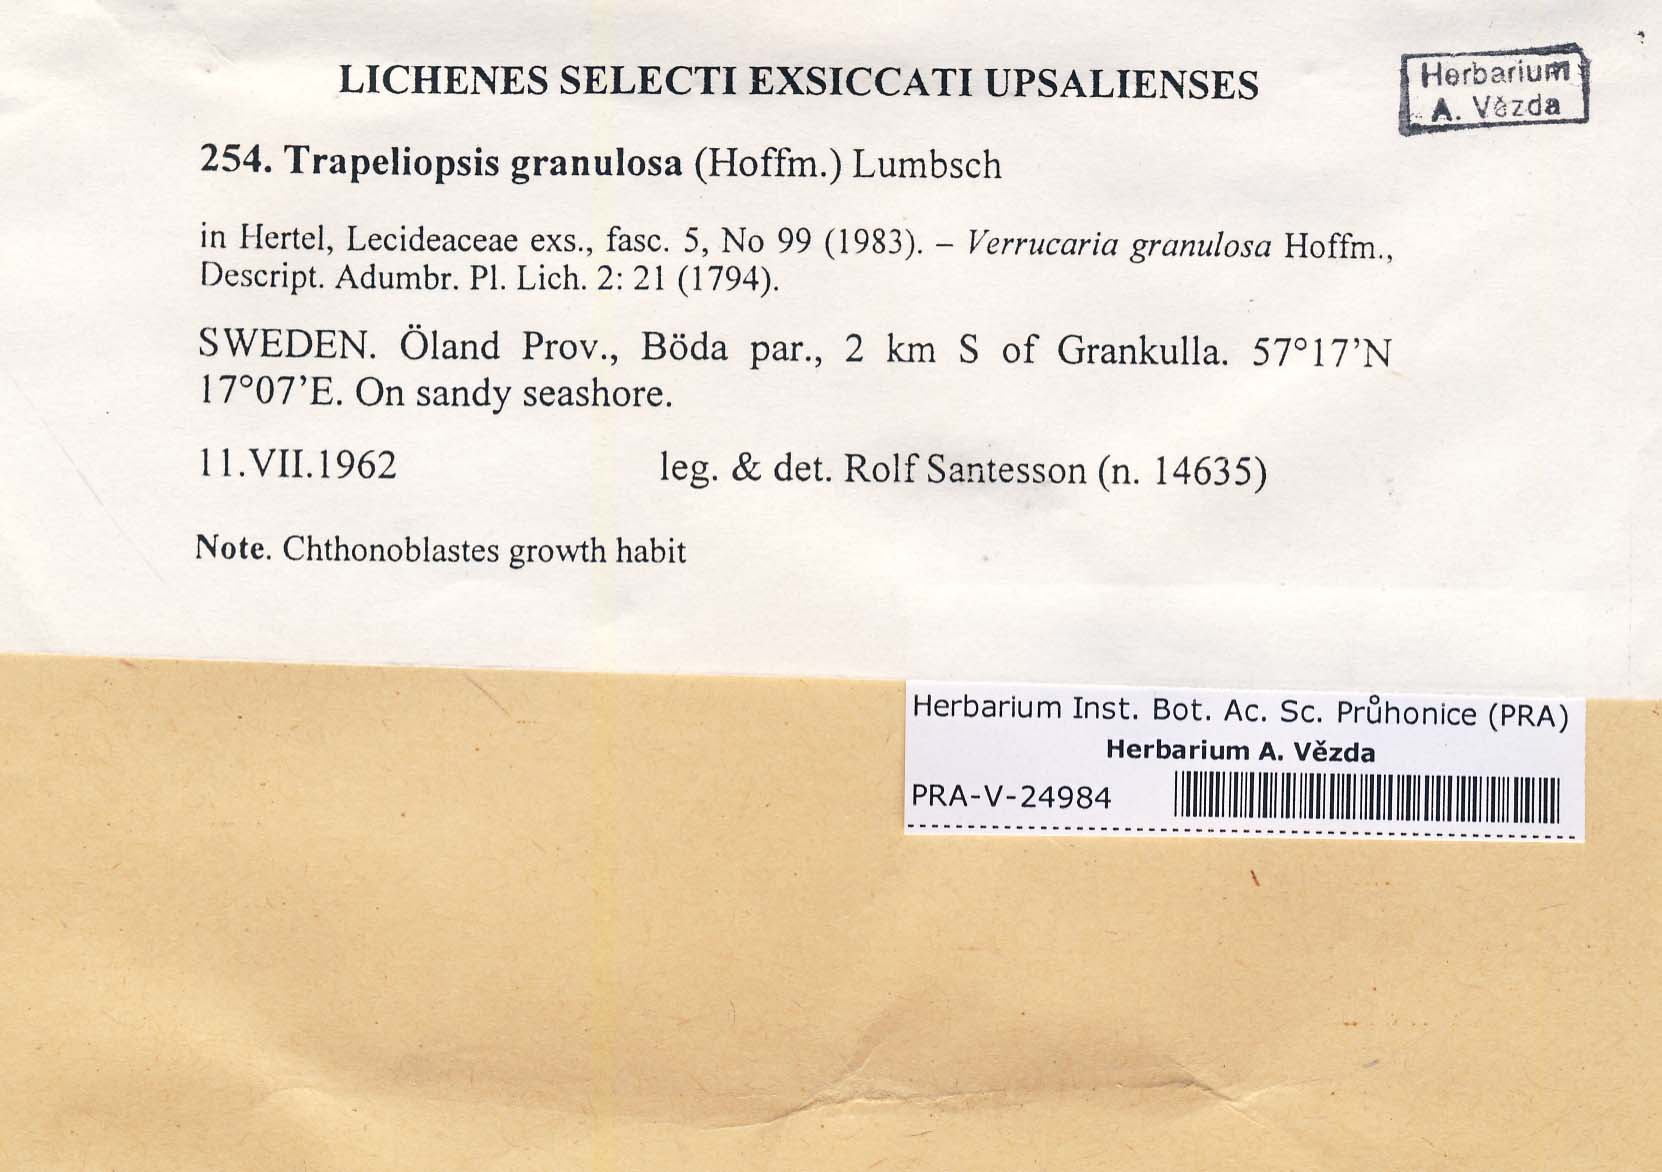 LICHENES SELECTI EXSICCATI UPSALIENSES
Herbarium
A. Vězda
254. Trapeliopsis granulosa (Hoffm.) Lumbsch
in Hertel, Lecideaceae exs., fasc. 5, No 99 (1983). – Verrucaria granulosa Hoffm.,
Descript. Adumbr. Pl. Lich. 2: 21 (1794).
SWEDEN. Öland Prov., Böda par., 2 km S of Grankulla. 57°17’N
17°07’E. On sandy seashore.
11.VII.1962 leg. & det. Rolf Santesson (n. 14635)
Note. Chthonoblastes growth habit
Herbarium Inst. Bot. Ac. Sc. Průhonice (PRA)
Herbarium A. Vězda
PRA-V-24984